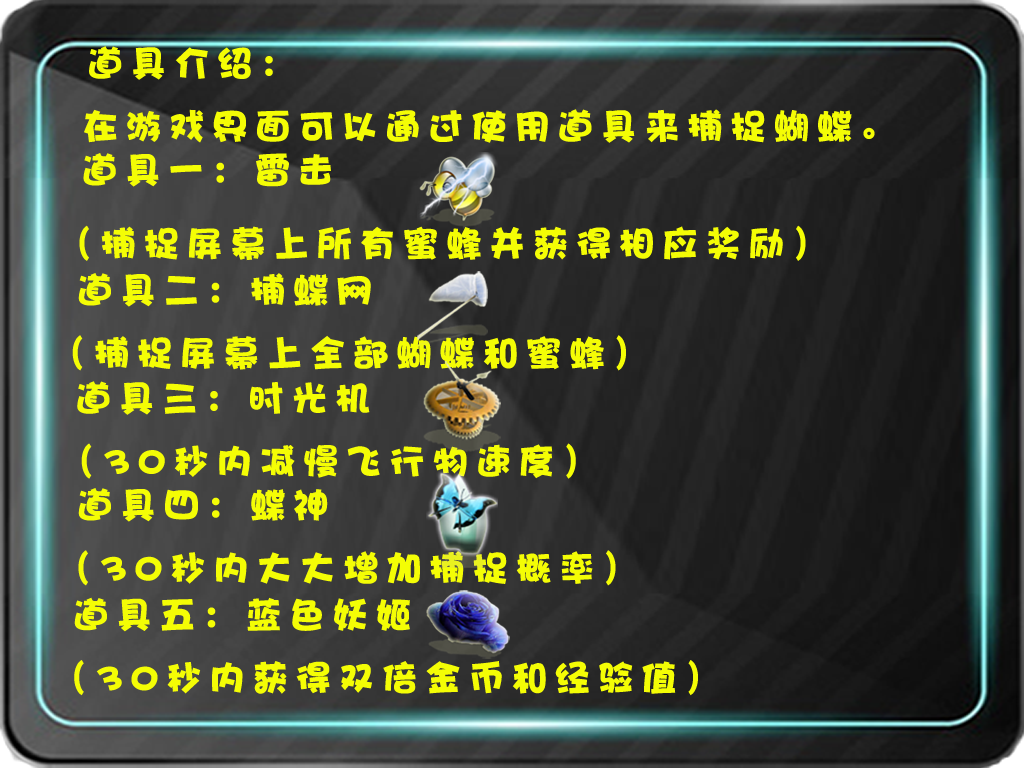 道具介绍：
在游戏界面可以通过使用道具来捕捉蝴蝶。
道具一：雷击
（捕捉屏幕上所有蜜蜂并获得相应奖励）
道具二：捕蝶网
（捕捉屏幕上全部蝴蝶和蜜蜂）
道具三：时光机
（30秒内减慢飞行物速度）
道具四：蝶神
（30秒内大大增加捕捉概率）
道具五：蓝色妖姬
（30秒内获得双倍金币和经验值）